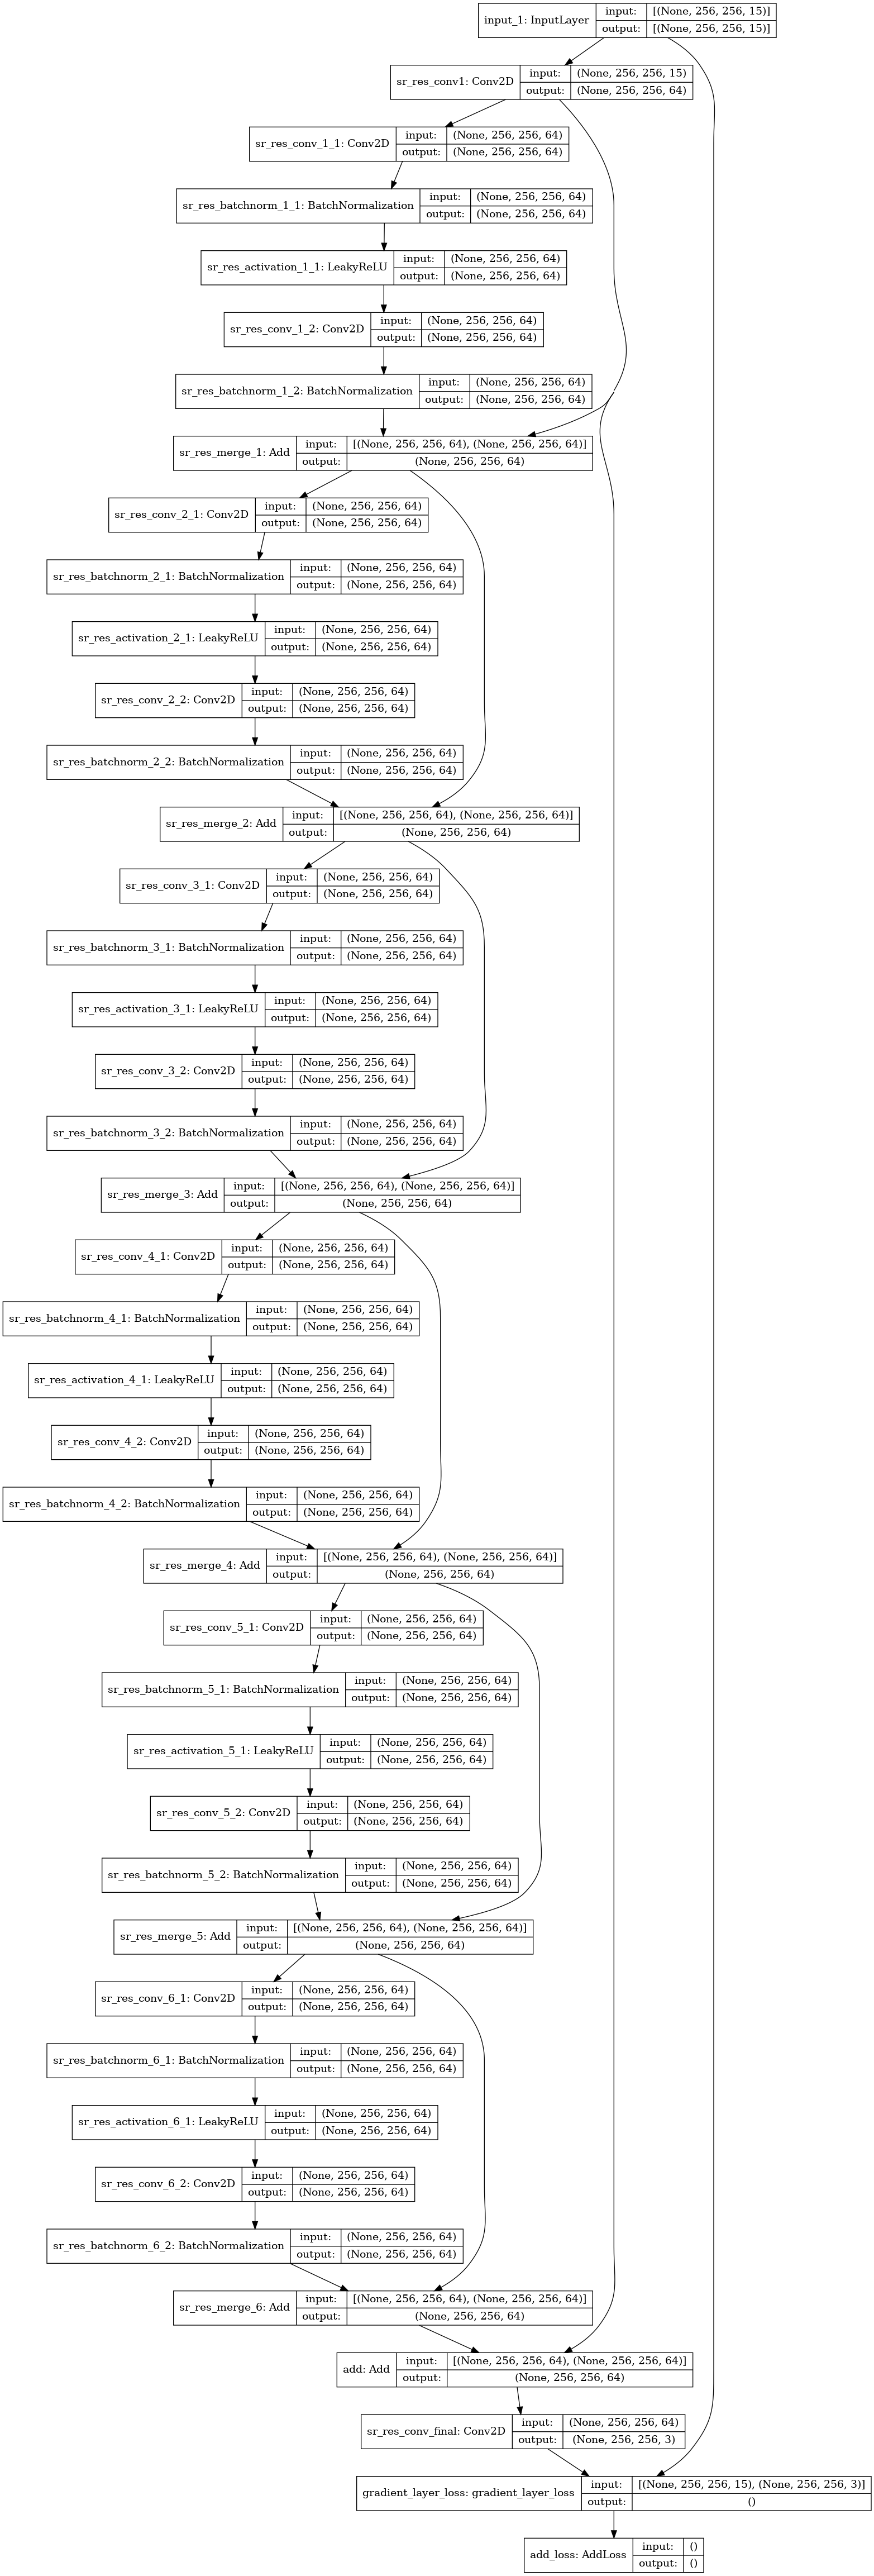 input_1: InputLayer input: [(None, 256, 256, 15)]
output: [(None, 256, 256, 15)]
sr_res_conv1: Conv2D input: (None, 256, 256, 15)
output: (None, 256, 256, 64)
sr_res_conv_1_1: Conv2D input: (None, 256, 256, 64)
output: (None, 256, 256, 64)
sr_res_batchnorm_1_1: BatchNormalization input: (None, 256, 256, 64)
output: (None, 256, 256, 64)
sr_res_activation_1_1: LeakyReLU input: (None, 256, 256, 64)
output: (None, 256, 256, 64)
sr_res_conv_1_2: Conv2D input: (None, 256, 256, 64)
output: (None, 256, 256, 64)
sr_res_batchnorm_1_2: BatchNormalization input: (None, 256, 256, 64)
output: (None, 256, 256, 64)
sr_res_merge_1: Add input: [(None, 256, 256, 64), (None, 256, 256, 64)]
output: (None, 256, 256, 64)
sr_res_conv_2_1: Conv2D input: (None, 256, 256, 64)
output: (None, 256, 256, 64)
sr_res_batchnorm_2_1: BatchNormalization input: (None, 256, 256, 64)
output: (None, 256, 256, 64)
sr_res_activation_2_1: LeakyReLU input: (None, 256, 256, 64)
output: (None, 256, 256, 64)
sr_res_conv_2_2: Conv2D input: (None, 256, 256, 64)
output: (None, 256, 256, 64)
sr_res_batchnorm_2_2: BatchNormalization input: (None, 256, 256, 64)
output: (None, 256, 256, 64)
sr_res_merge_2: Add input: [(None, 256, 256, 64), (None, 256, 256, 64)]
output: (None, 256, 256, 64)
sr_res_conv_3_1: Conv2D input: (None, 256, 256, 64)
output: (None, 256, 256, 64)
sr_res_batchnorm_3_1: BatchNormalization input: (None, 256, 256, 64)
output: (None, 256, 256, 64)
sr_res_activation_3_1: LeakyReLU input: (None, 256, 256, 64)
output: (None, 256, 256, 64)
sr_res_conv_3_2: Conv2D input: (None, 256, 256, 64)
output: (None, 256, 256, 64)
sr_res_batchnorm_3_2: BatchNormalization input: (None, 256, 256, 64)
output: (None, 256, 256, 64)
sr_res_merge_3: Add input: [(None, 256, 256, 64), (None, 256, 256, 64)]
output: (None, 256, 256, 64)
sr_res_conv_4_1: Conv2D input: (None, 256, 256, 64)
output: (None, 256, 256, 64)
sr_res_batchnorm_4_1: BatchNormalization input: (None, 256, 256, 64)
output: (None, 256, 256, 64)
sr_res_activation_4_1: LeakyReLU input: (None, 256, 256, 64)
output: (None, 256, 256, 64)
sr_res_conv_4_2: Conv2D input: (None, 256, 256, 64)
output: (None, 256, 256, 64)
sr_res_batchnorm_4_2: BatchNormalization input: (None, 256, 256, 64)
output: (None, 256, 256, 64)
sr_res_merge_4: Add input: [(None, 256, 256, 64), (None, 256, 256, 64)]
output: (None, 256, 256, 64)
sr_res_conv_5_1: Conv2D input: (None, 256, 256, 64)
output: (None, 256, 256, 64)
sr_res_batchnorm_5_1: BatchNormalization input: (None, 256, 256, 64)
output: (None, 256, 256, 64)
sr_res_activation_5_1: LeakyReLU input: (None, 256, 256, 64)
output: (None, 256, 256, 64)
sr_res_conv_5_2: Conv2D input: (None, 256, 256, 64)
output: (None, 256, 256, 64)
sr_res_batchnorm_5_2: BatchNormalization input: (None, 256, 256, 64)
output: (None, 256, 256, 64)
sr_res_merge_5: Add input: [(None, 256, 256, 64), (None, 256, 256, 64)]
output: (None, 256, 256, 64)
sr_res_conv_6_1: Conv2D input: (None, 256, 256, 64)
output: (None, 256, 256, 64)
sr_res_batchnorm_6_1: BatchNormalization input: (None, 256, 256, 64)
output: (None, 256, 256, 64)
sr_res_activation_6_1: LeakyReLU input: (None, 256, 256, 64)
output: (None, 256, 256, 64)
sr_res_conv_6_2: Conv2D input: (None, 256, 256, 64)
output: (None, 256, 256, 64)
sr_res_batchnorm_6_2: BatchNormalization input: (None, 256, 256, 64)
output: (None, 256, 256, 64)
sr_res_merge_6: Add input: [(None, 256, 256, 64), (None, 256, 256, 64)]
output: (None, 256, 256, 64)
add: Add input: [(None, 256, 256, 64), (None, 256, 256, 64)]
output: (None, 256, 256, 64)
sr_res_conv_final: Conv2D input: (None, 256, 256, 64)
output: (None, 256, 256, 3)
gradient_layer_loss: gradient_layer_loss input: [(None, 256, 256, 15), (None, 256, 256, 3)]
output: ()
add_loss: AddLoss input: ()
output: ()